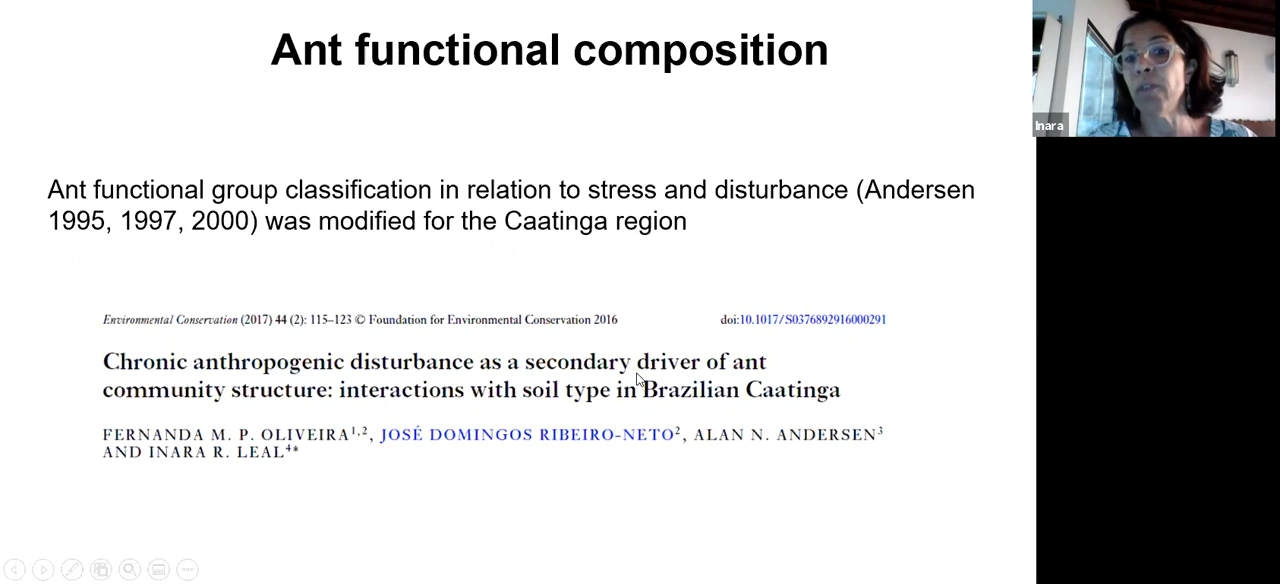 Ant functional composition
Inara
Ant functional group classification in relation to stress and disturbance (Andersen
1995, 1997, 2000) was modified for the Caatinga region
Environmental Conservation (2017) 44 (2): 115–123 © Foundation for Environmental Conservation 2016
doi:10.1017/S0376892916000291
Chronic anthropogenic disturbance as a secondary driver of ant
community structure: interactions with soil type in Brazilian Caatinga
FERNANDA M. P. OLIVEIRA1,2, JOSÉ DOMINGOS RIBEIRO-NETO2, ALAN N. ANDERSEN3
AND INARA R. LEAL4*